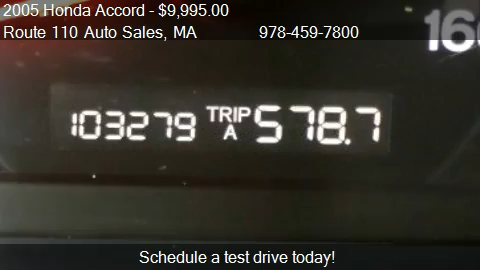 2005 Honda Accord - $9,995.00
Route 110 Auto Sales, MA 978-459-7800
103279 TRIP A 578.7
Schedule a test drive today!